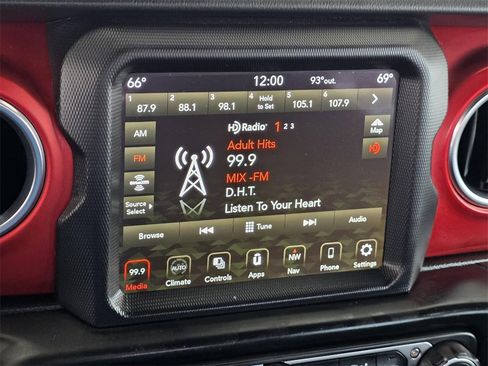 66° 12:00 93°out. 69°
1 87.9 2 88.1 3 98.1 4 Hold to Set 5 105.1 6 107.9
AM
HD Radio 1 2 3
Map
Adult Hits
FM
99.9
HD
MIX -FM
SiriusXM
D.H.T.
Source Select
Listen To Your Heart
Browse Tune Audio
99.9 AUTO NW
Media Climate Controls Apps Nav Phone Settings